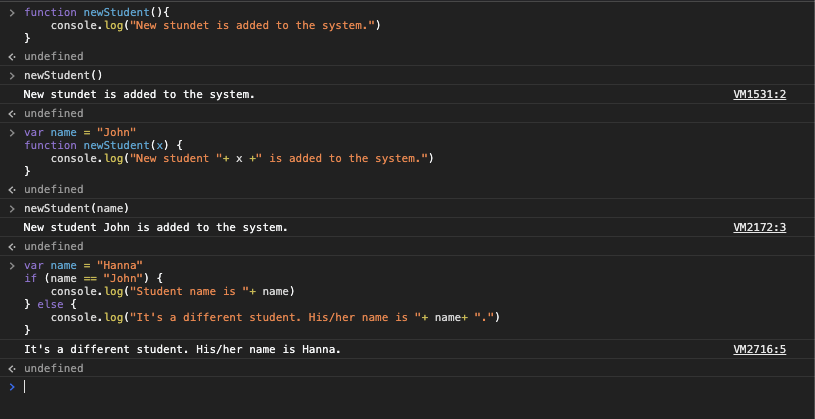 > function newStudent(){
console.log("New stundet is added to the system.")
}
undefined
> newStudent()
New stundet is added to the system. VM1531:2
undefined
> var name = "John"
function newStudent(x) {
console.log("New student "+ x +" is added to the system.")
}
undefined
> newStudent(name)
New student John is added to the system. VM2172:3
undefined
> var name = "Hanna"
if (name == "John") {
console.log("Student name is "+ name)
} else {
console.log("It's a different student. His/her name is "+ name+ ".")
}
It's a different student. His/her name is Hanna. VM2716:5
undefined
>